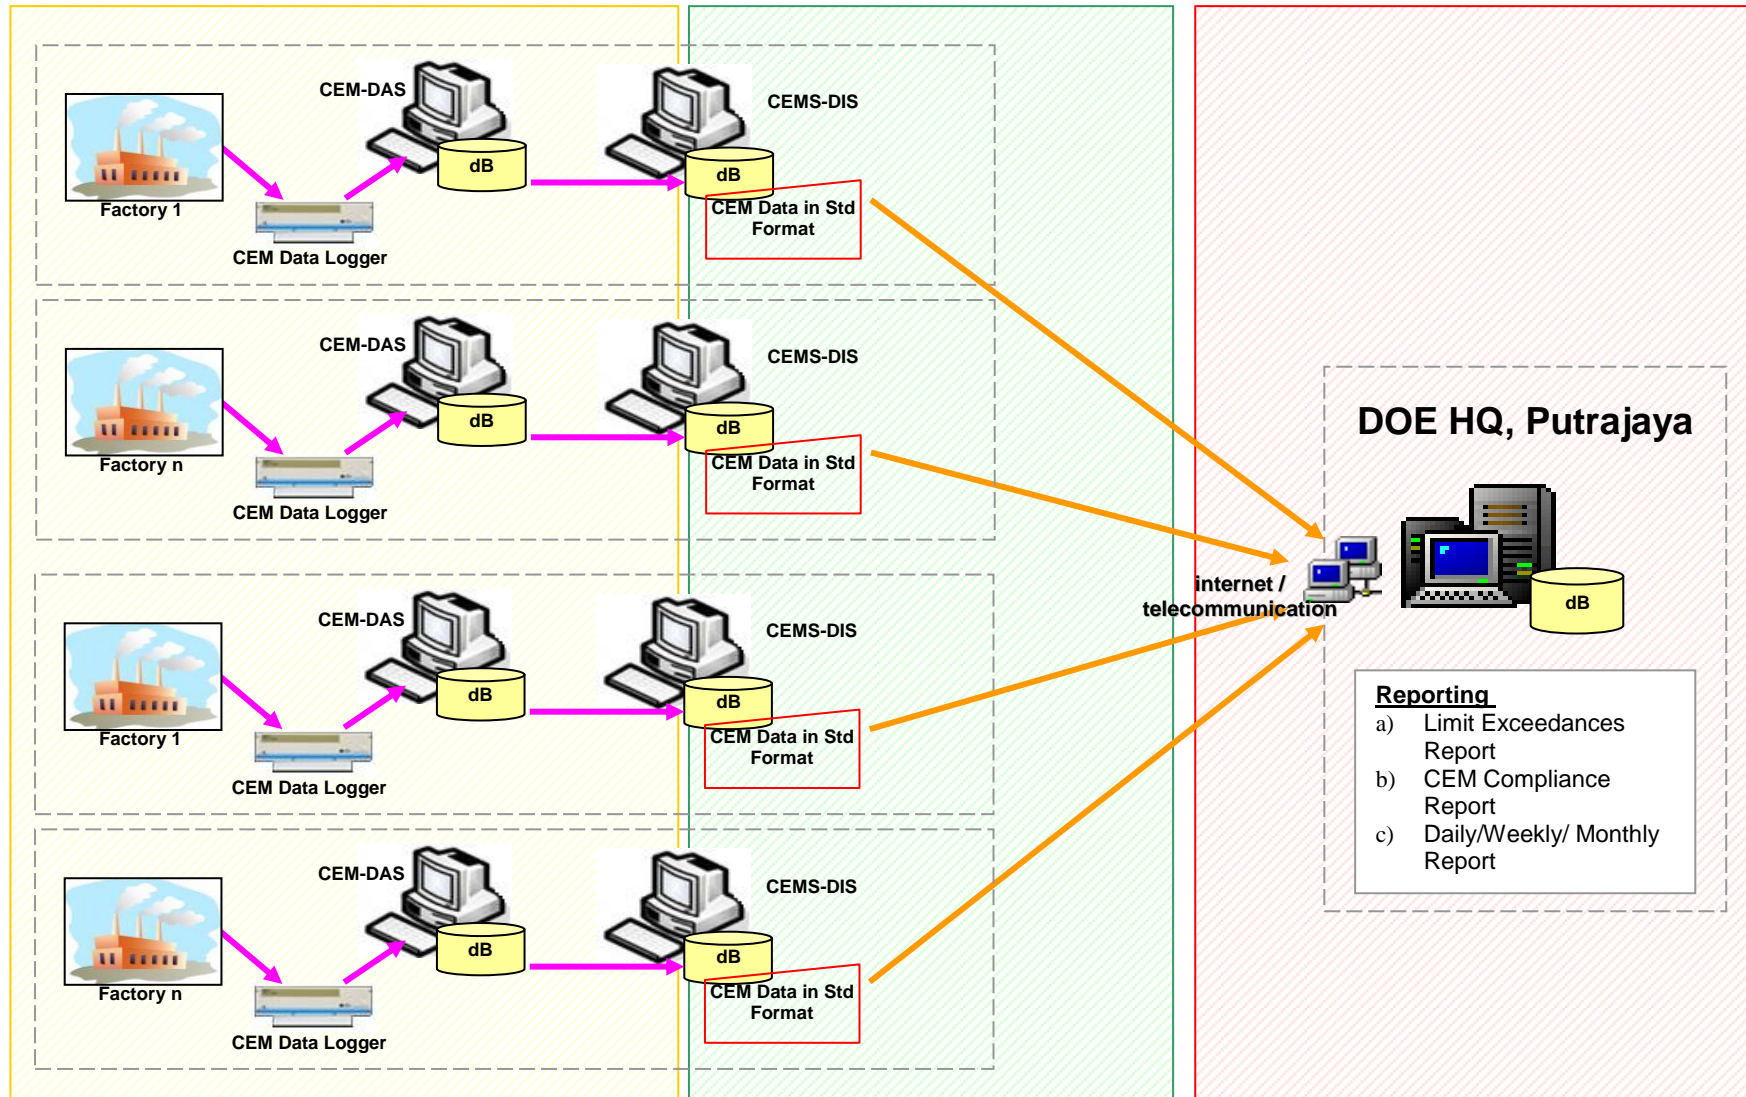 CEM-DAS
CEMS-DIS
dB
dB
Factory 1
CEM Data in Std
Format
CEM Data Logger
CEM-DAS
CEMS-DIS
dB
dB
Factory n
CEM Data in Std
Format
CEM Data Logger
CEM-DAS
CEMS-DIS
dB
dB
Factory 1
CEM Data in Std
Format
CEM Data Logger
CEM-DAS
CEMS-DIS
dB
dB
Factory n
CEM Data in Std
Format
CEM Data Logger
internet /
telecommunication
DOE HQ, Putrajaya
dB
Reporting
a) Limit Exceedances
Report
b) CEM Compliance
Report
c) Daily/Weekly/ Monthly
Report